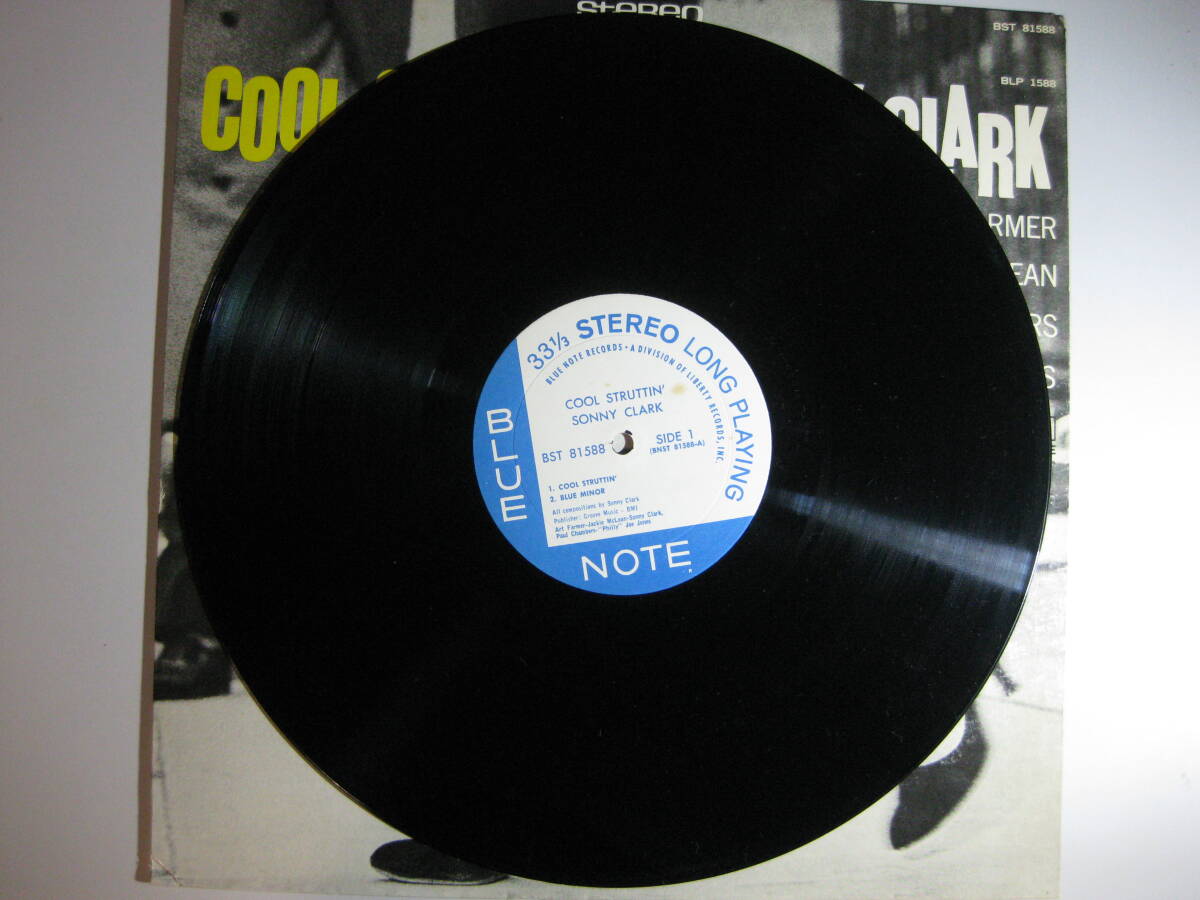 stereo
BST 81588
BLP 1588
COOL
CLARK
RMER
EAN
RS
S
33 1/3 STEREO LONG PLAYING
BLUE NOTE RECORDS • A DIVISION OF LIBERTY RECORDS, INC.
COOL STRUTTIN'
SONNY CLARK
BST 81588
SIDE 1
(BNST 81588-A)
1. COOL STRUTTIN'
2. BLUE MINOR
All compositions by Sonny Clark
Publisher: Groove Music - BMI
Art Farmer-Jackie McLean-Sonny Clark,
Paul Chambers-"Philly" Joe Jones
BLUE
NOTE